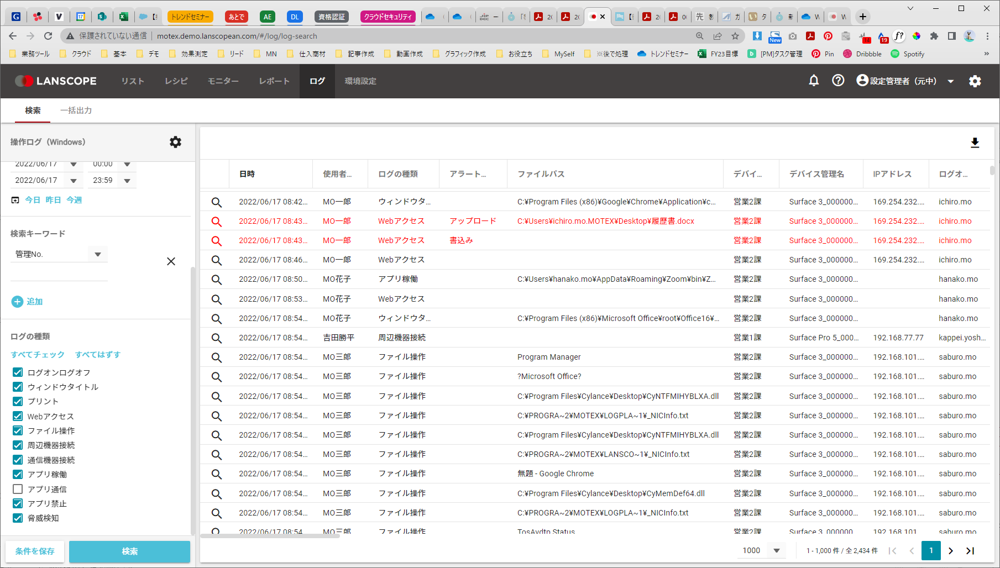 トレンドセミナー あとで AE DL 資格認証 クラウドセキュリティ
保護されていない通信 motex.demo.lanscopean.com/#/log/log-search New 14 19 f?
業務ツール クラウド 基本 デモ 効果測定 リード MN 仕入商材 記事作成 動画作成 グラフィック作成 お役立ち MySelf ※後で処理 トレンドセミナー FY23目標 [PM]タスク管理 Pin Dribbble Spotify »
LANSCOPE リスト レシピ モニター レポート ログ 環境設定 設定管理者（元中）
検索 一括出力
操作ログ（Windows）
2022/06/17 00:00
2022/06/17 23:59
今日 昨日 今週
検索キーワード
管理No.
追加
ログの種類
すべてチェック すべてはずす
ログオンログオフ
ウィンドウタイトル
プリント
Webアクセス
ファイル操作
周辺機器接続
通信機器接続
アプリ稼働
アプリ通信
アプリ禁止
脅威検知
条件を保存 検索
日時 使用者... ログの種類 アラート... ファイルパス デバイ... デバイス管理名 IPアドレス ログオ...
2022/06/17 08:42... MO一郎 ウィンドウタ... C:¥Program Files (x86)¥Google¥Chrome¥Application¥c... 営業2課 Surface 3_000000... 169.254.232.... ichiro.mo
2022/06/17 08:43... MO一郎 Webアクセス アップロード C:¥Users¥ichiro.mo.MOTEX¥Desktop¥履歴書.docx 営業2課 Surface 3_000000... 169.254.232.... ichiro.mo
2022/06/17 08:43... MO一郎 Webアクセス 書込み 営業2課 Surface 3_000000... 169.254.232.... ichiro.mo
2022/06/17 08:46... MO一郎 Webアクセス 営業2課 Surface 3_000000... 169.254.232.... ichiro.mo
2022/06/17 08:50... MO花子 アプリ稼働 C:¥Users¥hanako.mo¥AppData¥Roaming¥Zoom¥bin¥Z... 営業2課 Surface 3_000000... hanako.mo
2022/06/17 08:53... MO花子 Webアクセス 営業2課 Surface 3_000000... hanako.mo
2022/06/17 08:54... MO花子 ウィンドウタ... C:¥Program Files (x86)¥Microsoft Office¥root¥Office16¥... 営業2課 Surface 3_000000... hanako.mo
2022/06/17 08:54... 吉田勝平 周辺機器接続 営業1課 Surface Pro 5_000... 192.168.77.77 kappei.yosh...
2022/06/17 08:54... MO三郎 ファイル操作 Program Manager 営業2課 Surface 3_000000... 192.168.101.... saburo.mo
2022/06/17 08:54... MO三郎 ファイル操作 ?Microsoft Office? 営業2課 Surface 3_000000... 192.168.101.... saburo.mo
2022/06/17 08:54... MO三郎 ファイル操作 C:¥Program Files¥Cylance¥Desktop¥CyNTFMIHYBLXA.dll 営業2課 Surface 3_000000... 192.168.101.... saburo.mo
2022/06/17 08:54... MO三郎 ファイル操作 C:¥PROGRA~2¥MOTEX¥LOGPLA~1¥_NICInfo.txt 営業2課 Surface 3_000000... 192.168.101.... saburo.mo
2022/06/17 08:54... MO三郎 ファイル操作 C:¥Program Files¥Cylance¥Desktop¥CyNTFMIHYBLXA.dll 営業2課 Surface 3_000000... 192.168.101.... saburo.mo
2022/06/17 08:54... MO三郎 ファイル操作 C:¥PROGRA~2¥MOTEX¥LANSCO~1¥_NICInfo.txt 営業2課 Surface 3_000000... 192.168.101.... saburo.mo
2022/06/17 08:54... MO三郎 ファイル操作 無題 - Google Chrome 営業2課 Surface 3_000000... 192.168.101.... saburo.mo
2022/06/17 08:54... MO三郎 ファイル操作 C:¥Program Files¥Cylance¥Desktop¥CyMemDef64.dll 営業2課 Surface 3_000000... 192.168.101.... saburo.mo
2022/06/17 08:54... MO三郎 ファイル操作 C:¥PROGRA~2¥MOTEX¥LOGPLA~1¥_NICInfo.txt 営業2課 Surface 3_000000... 192.168.101.... saburo.mo
2022/06/17 08:54 MO三郎 ファイル操作 TosAvdtp Status 営業2課 Surface 3_000000 192.168.101 saburo.mo
1000 1 - 1,000 件 / 全 2,434 件 1